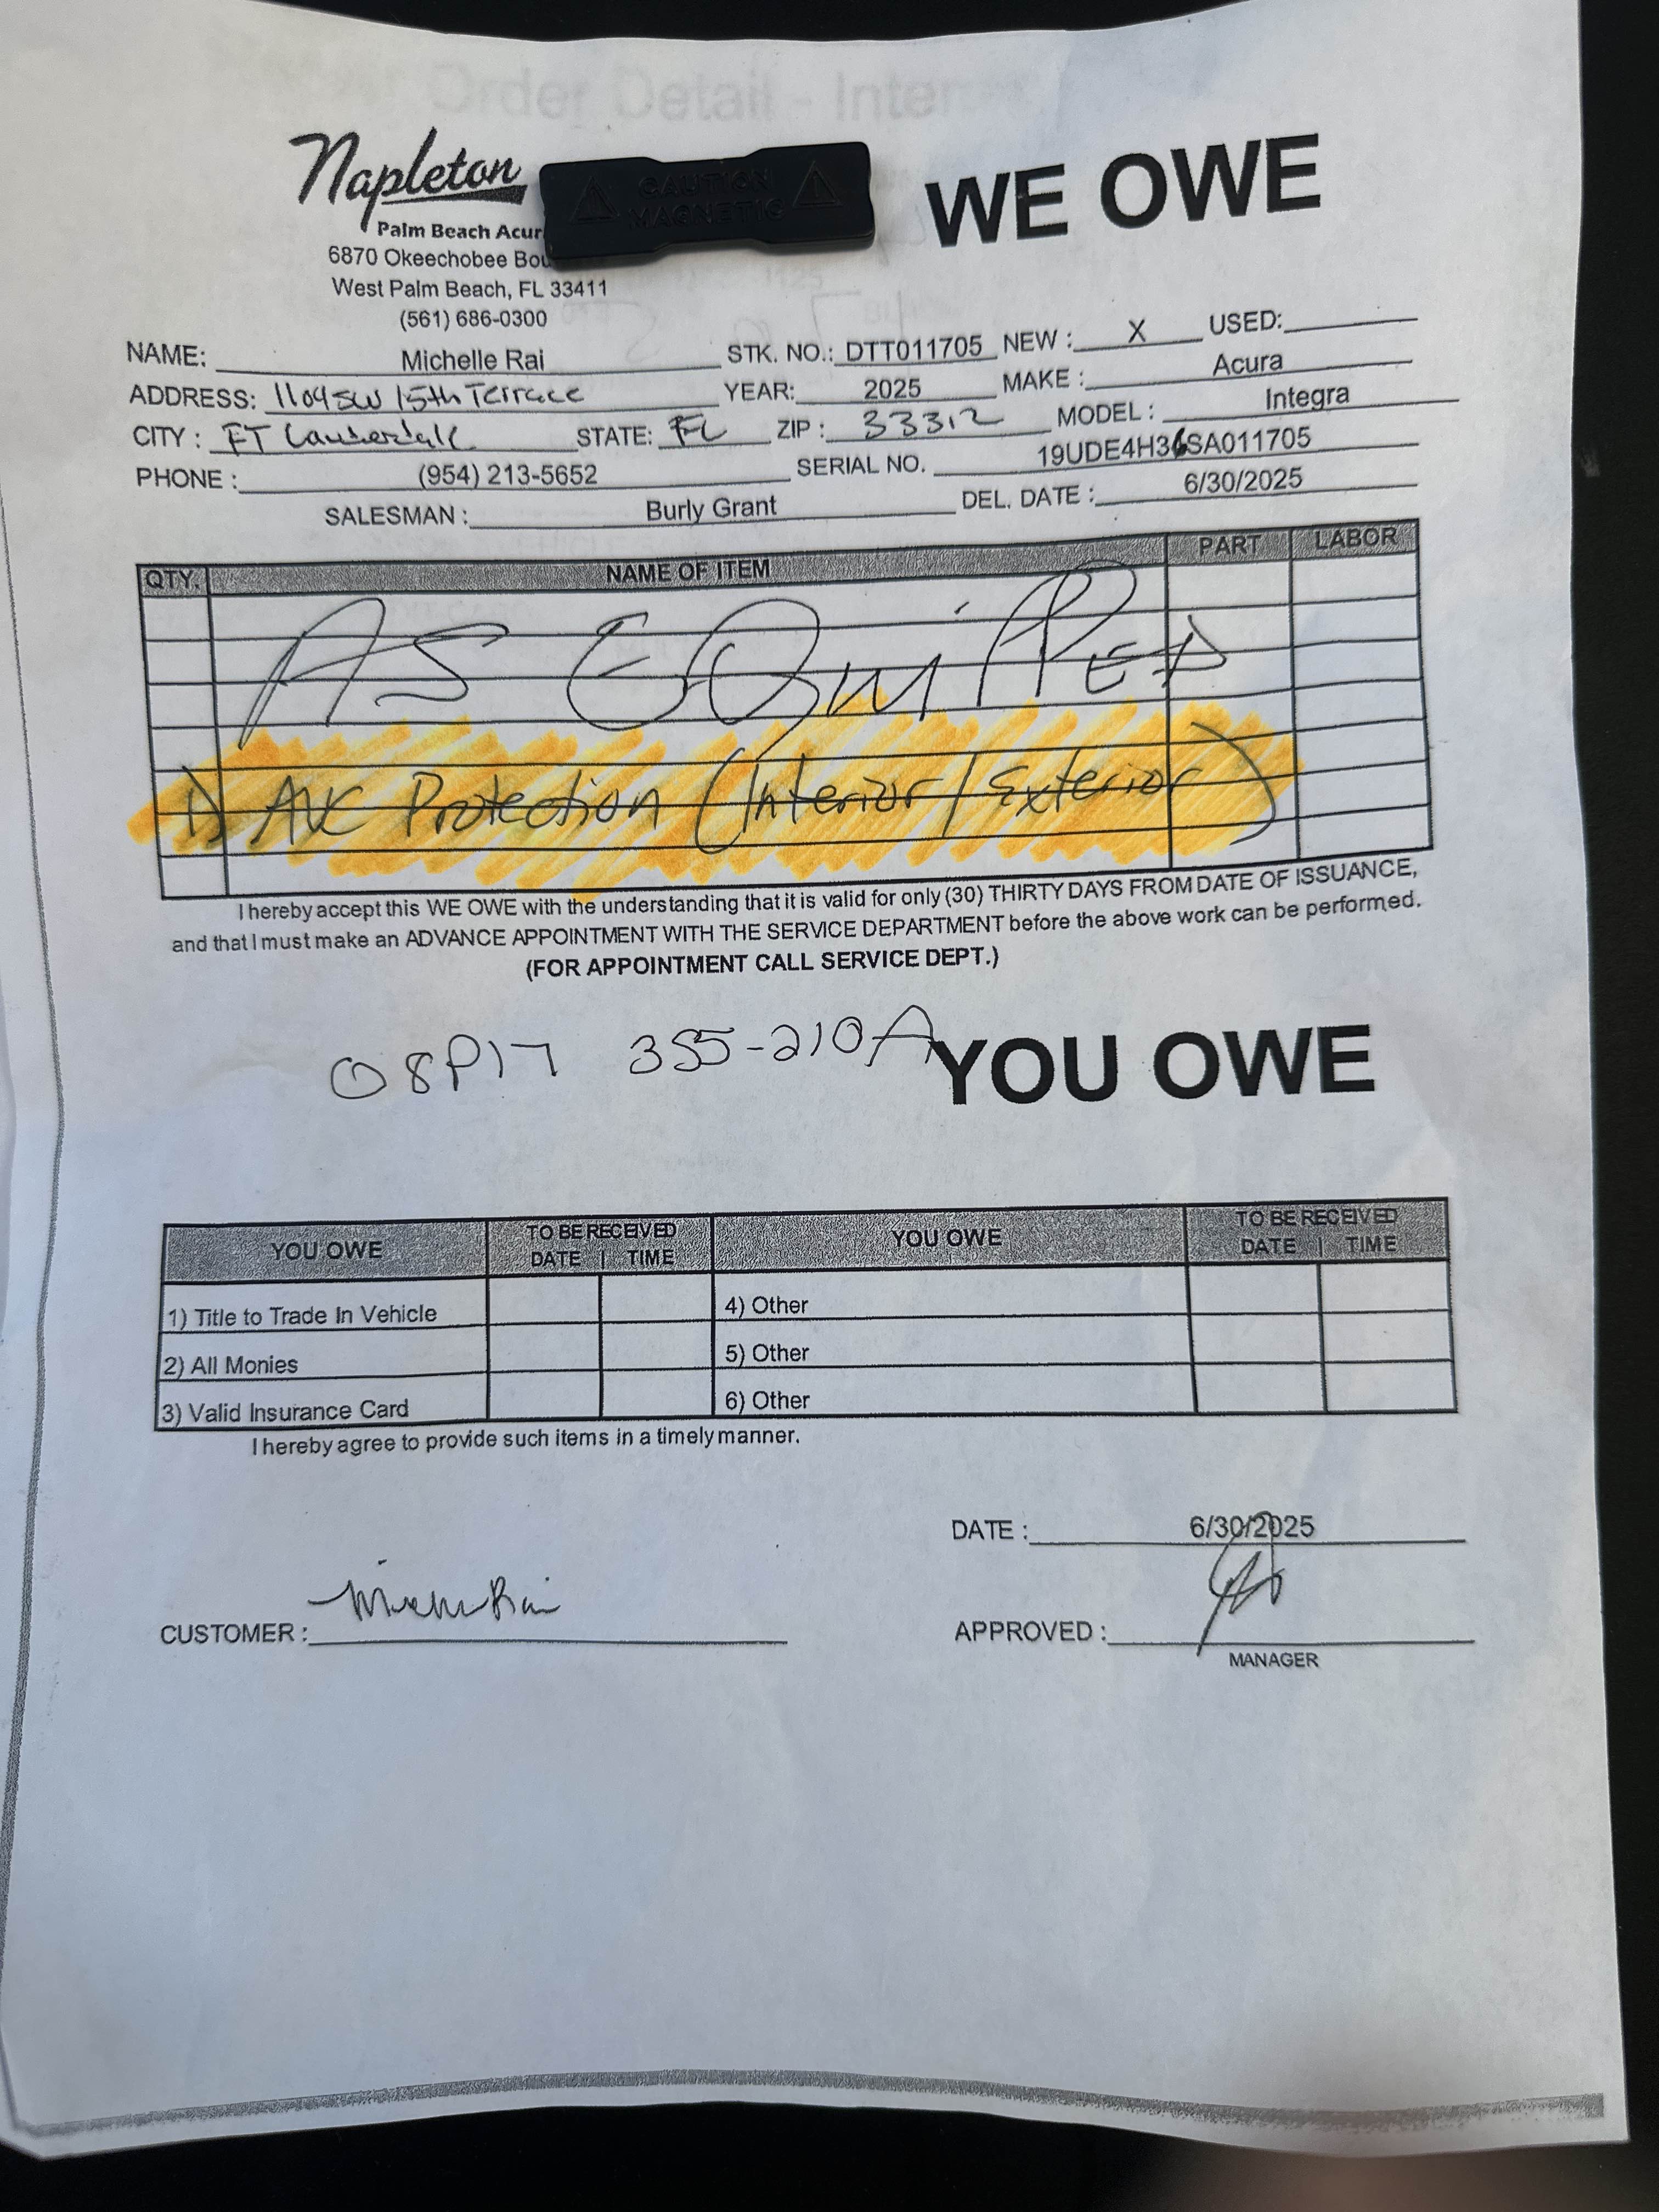 Order Detail - Inter
Napleton
CAUTION
MAGNETIC
WE OWE
Palm Beach Acur
6870 Okeechobee Bou
West Palm Beach, FL 33411
(561) 686-0300
NAME: Michelle Rai STK. NO.: DTT011705 NEW : X USED:
ADDRESS: 1109 SW 15th Terrace YEAR: 2025 MAKE : Acura
CITY : FT Lauderdale STATE: FL ZIP : 33312 MODEL : Integra
PHONE : (954) 213-5652 SERIAL NO. 19UDE4H36SA011705
SALESMAN : Burly Grant DEL. DATE : 6/30/2025
QTY. NAME OF ITEM PART LABOR
AS EQuiPPED
1) AUC Protection (Interior/Exterior)
I hereby accept this WE OWE with the understanding that it is valid for only (30) THIRTY DAYS FROM DATE OF ISSUANCE,
and that I must make an ADVANCE APPOINTMENT WITH THE SERVICE DEPARTMENT before the above work can be performed.
(FOR APPOINTMENT CALL SERVICE DEPT.)
08P17 3S5-210A YOU OWE
YOU OWE TO BE RECEIVED DATE | TIME YOU OWE TO BE RECEIVED DATE | TIME
1) Title to Trade In Vehicle 4) Other
2) All Monies 5) Other
3) Valid Insurance Card 6) Other
I hereby agree to provide such items in a timely manner.
DATE : 6/30/2025
CUSTOMER : Michelle Rai APPROVED :
MANAGER